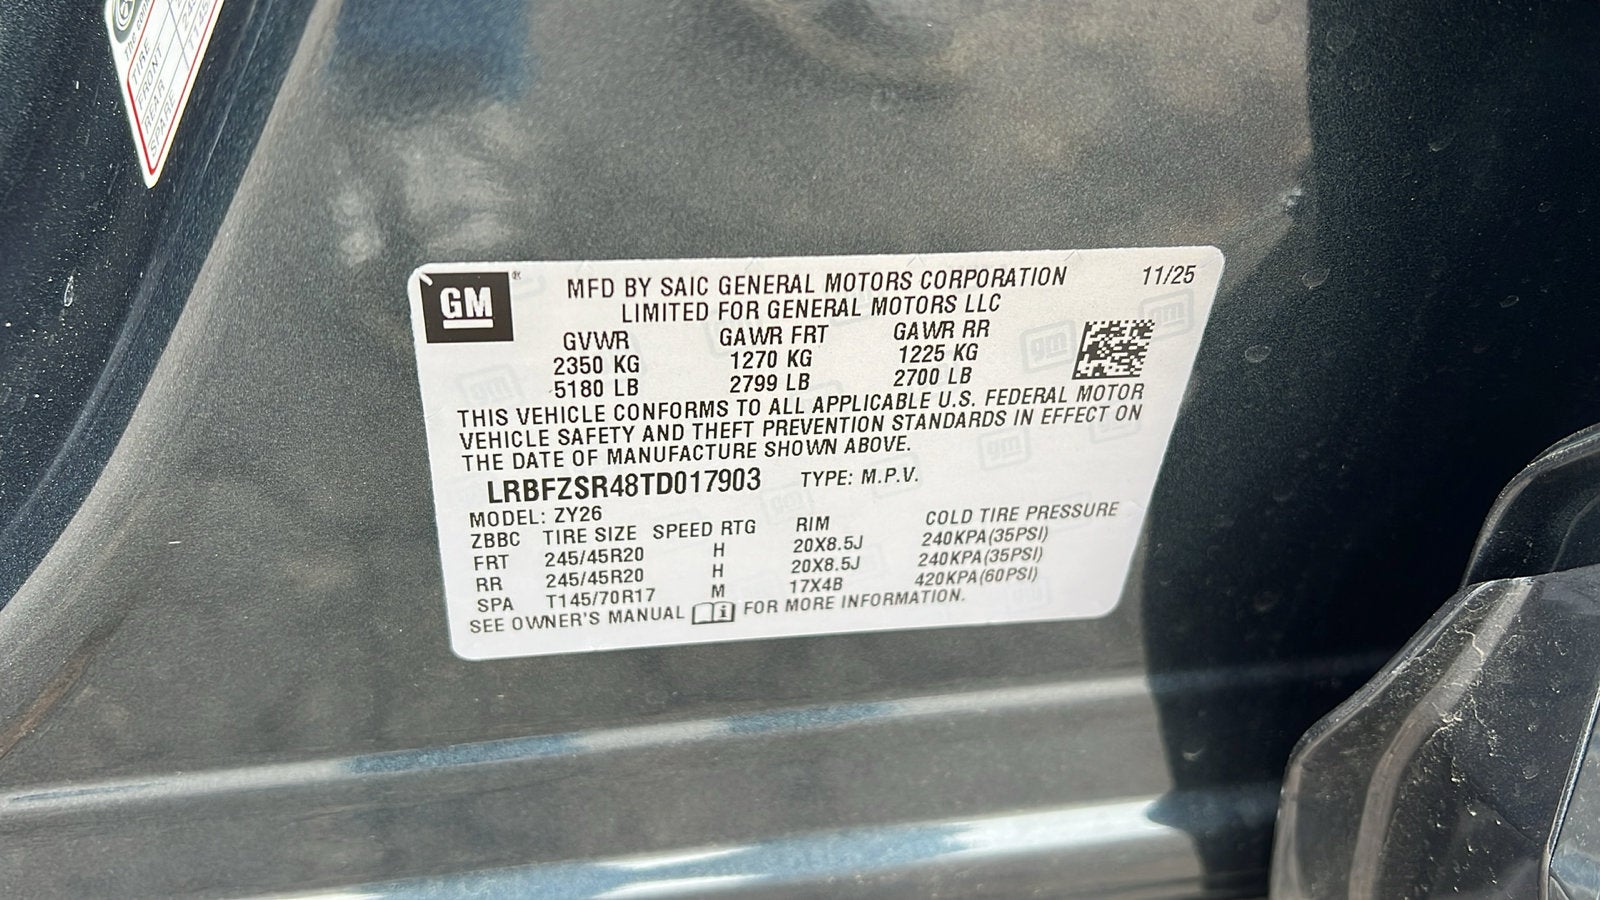 TIRE
FRONT
REAR
SPARE
GM
MFD BY SAIC GENERAL MOTORS CORPORATION 11/25
LIMITED FOR GENERAL MOTORS LLC
GVWR GAWR FRT GAWR RR
2350 KG 1270 KG 1225 KG
5180 LB 2799 LB 2700 LB
THIS VEHICLE CONFORMS TO ALL APPLICABLE U.S. FEDERAL MOTOR
VEHICLE SAFETY AND THEFT PREVENTION STANDARDS IN EFFECT ON
THE DATE OF MANUFACTURE SHOWN ABOVE.
LRBFZSR48TD017903 TYPE: M.P.V.
MODEL: ZY26
ZBBC TIRE SIZE SPEED RTG RIM COLD TIRE PRESSURE
FRT 245/45R20 H 20X8.5J 240KPA(35PSI)
RR 245/45R20 H 20X8.5J 240KPA(35PSI)
SPA T145/70R17 M 17X4B 420KPA(60PSI)
SEE OWNER'S MANUAL FOR MORE INFORMATION.